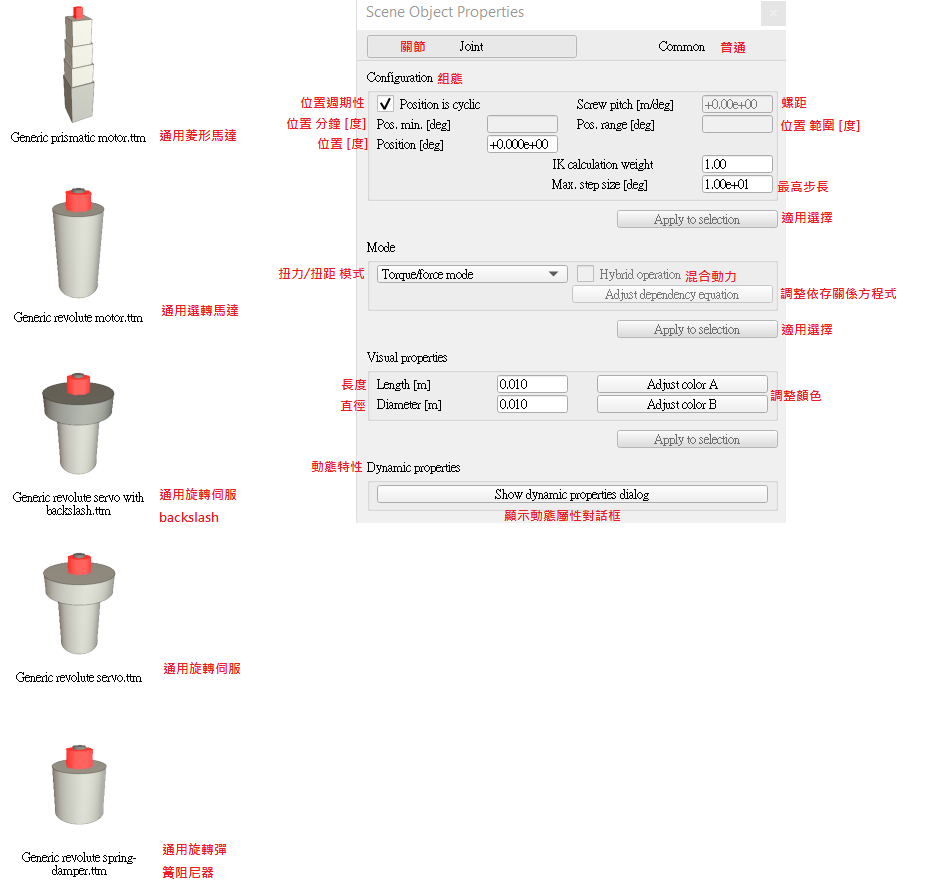 Generic prismatic motor.ttm
通用菱形馬達
Generic revolute motor.ttm
通用選轉馬達
Generic revolute servo with
backslash.ttm
通用旋轉伺服
backslash
Generic revolute servo.ttm
通用旋轉伺服
Generic revolute spring-
damper.ttm
通用旋轉彈
簧阻尼器
Scene Object Properties
關節 Joint Common 普通
Configuration 組態
位置週期性 Position is cyclic Screw pitch [m/deg] +0.00e+00 螺距
位置 分鐘 [度] Pos. min. [deg] Pos. range [deg] 位置 範圍 [度]
位置 [度] Position [deg] +0.000e+00
IK calculation weight 1.00
Max. step size [deg] 1.00e+01 最高步長
Apply to selection 適用選擇
Mode
扭力/扭距 模式 Torque/force mode Hybrid operation 混合動力
Adjust dependency equation 調整依存關係方程式
Apply to selection 適用選擇
Visual properties
長度 Length [m] 0.010 Adjust color A
直徑 Diameter [m] 0.010 Adjust color B 調整顏色
Apply to selection
動態特性 Dynamic properties
Show dynamic properties dialog
顯示動態屬性對話框